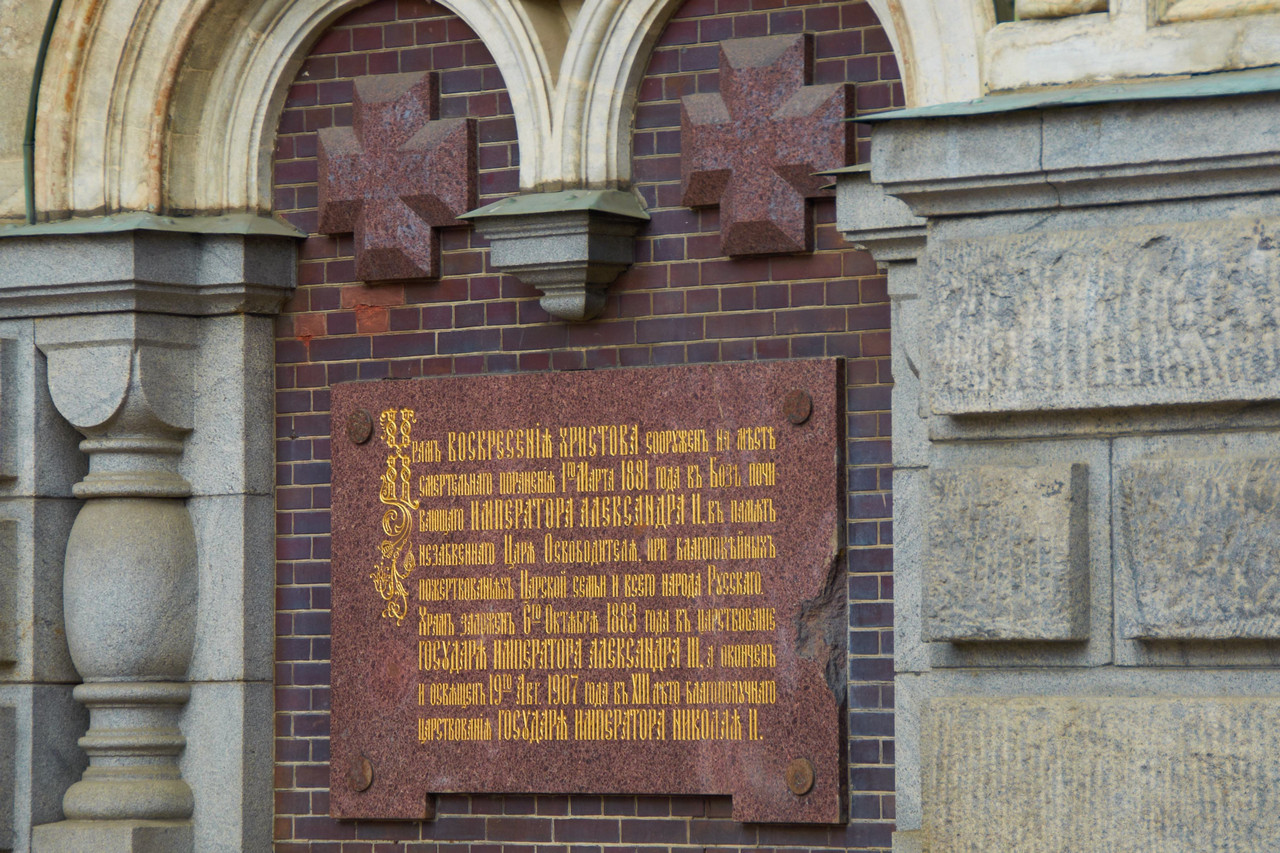 Храмъ ВОСКРЕСЕНІЯ ХРИСТОВА сооруженъ на мѣстѣ
смертельнаго пораненія 1го Марта 1881 года въ Бозѣ почи
вающаго ИМПЕРАТОРА АЛЕКСАНДРА II. въ память
незабвеннаго Царя Освободителя, при благоговѣйныхъ
пожертвованіяхъ Царской семьи и всего народа Русскаго.
Храмъ заложенъ 6го Октября 1883 года въ царствованіе
ГОСУДАРЯ ИМПЕРАТОРА АЛЕКСАНДРА III. а оконченъ
и освященъ 19го Авг. 1907 года въ XIII лѣто благополучнаго
царствованія ГОСУДАРЯ ИМПЕРАТОРА НИКОЛАЯ II.